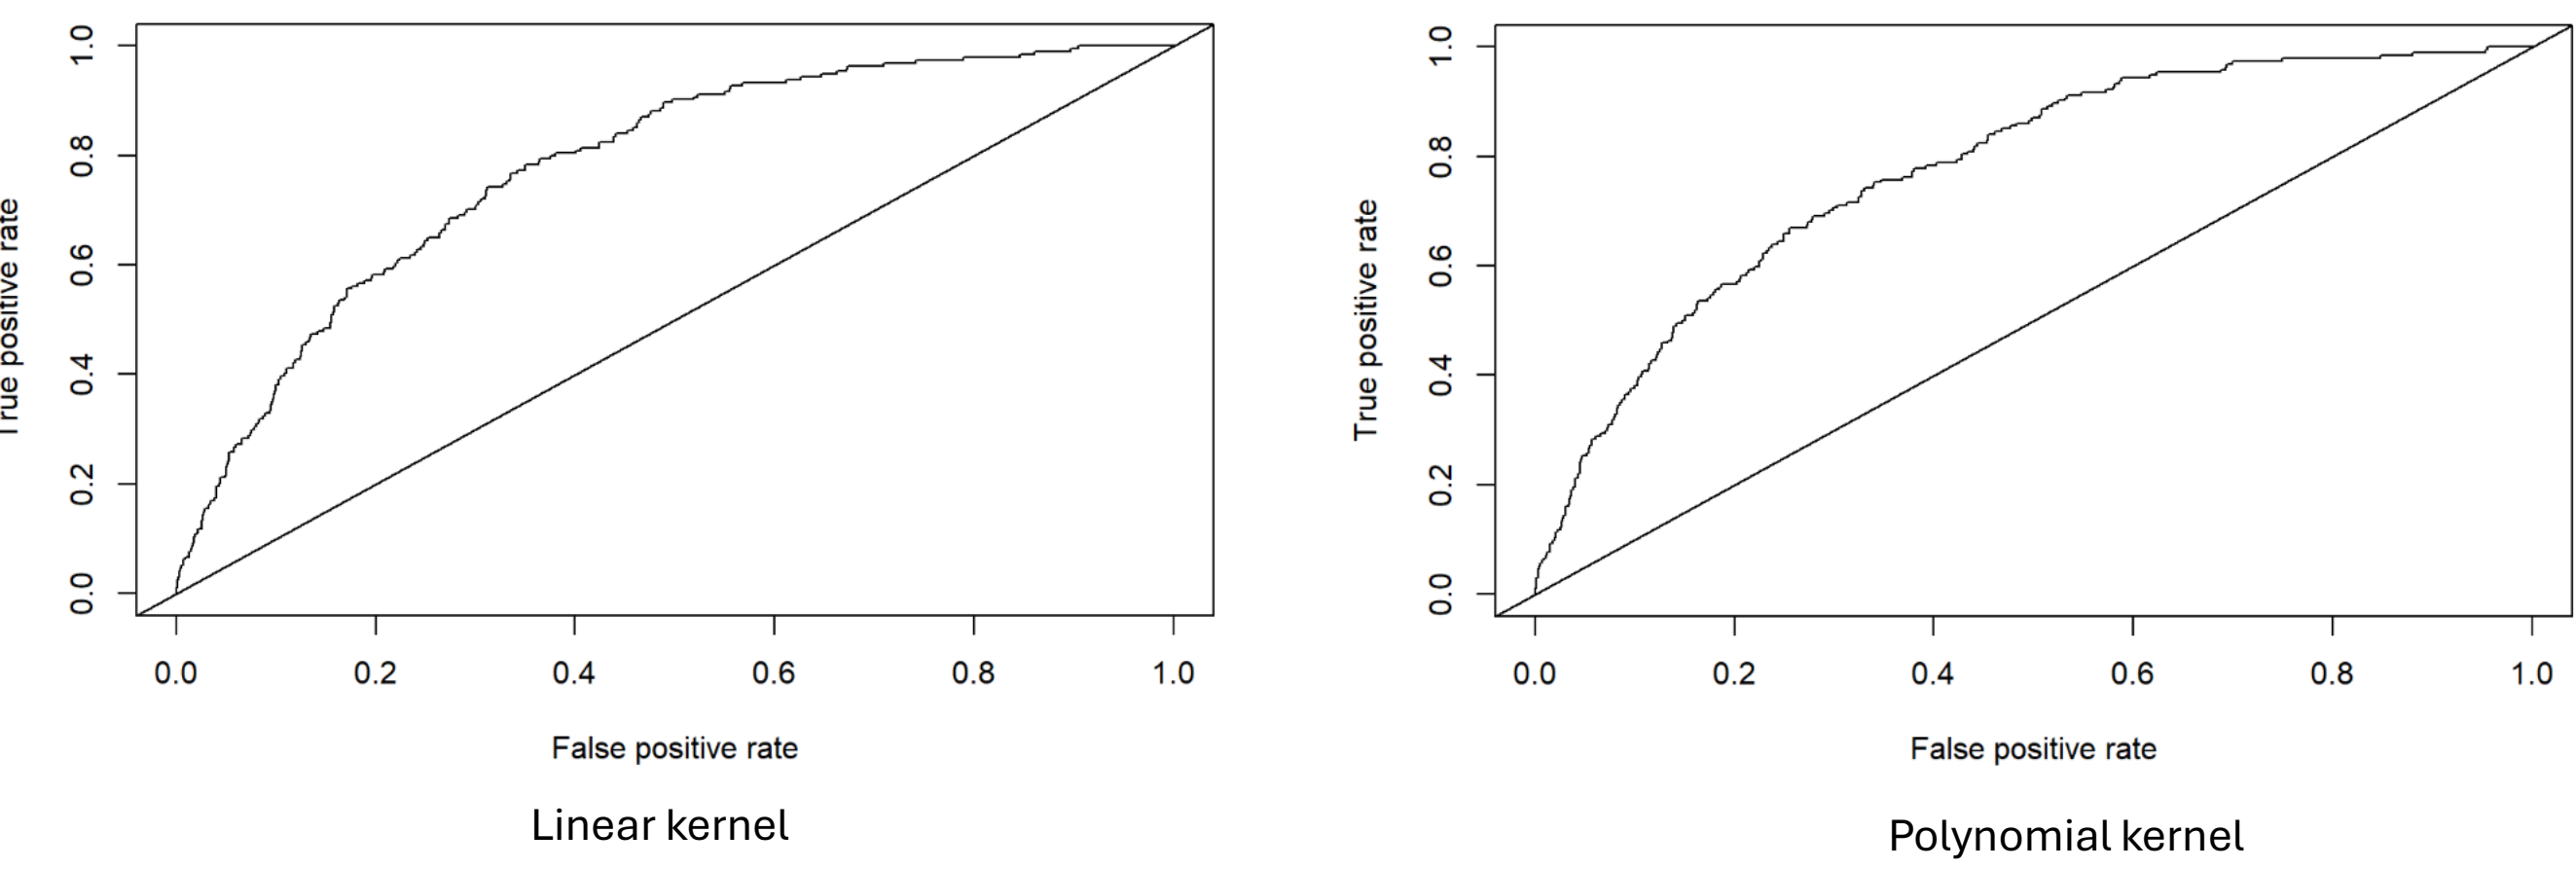 1.0
0.8
0.6
0.4
0.2
0.0
True positive rate
0.0 0.2 0.4 0.6 0.8 1.0
False positive rate
Linear kernel
1.0
0.8
0.6
0.4
0.2
0.0
True positive rate
0.0 0.2 0.4 0.6 0.8 1.0
False positive rate
Polynomial kernel